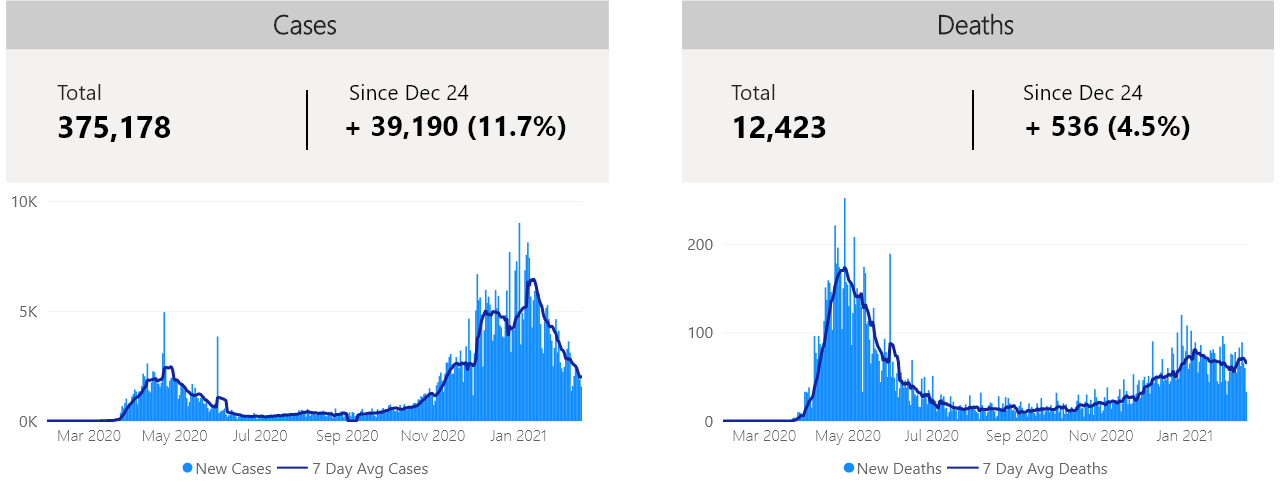 Cases
Total
375,178
Since Dec 24
+ 39,190 (11.7%)
10K
5K
0K
Mar 2020 May 2020 Jul 2020 Sep 2020 Nov 2020 Jan 2021
New Cases 7 Day Avg Cases
Deaths
Total
12,423
Since Dec 24
+ 536 (4.5%)
200
100
0
Mar 2020 May 2020 Jul 2020 Sep 2020 Nov 2020 Jan 2021
New Deaths 7 Day Avg Deaths